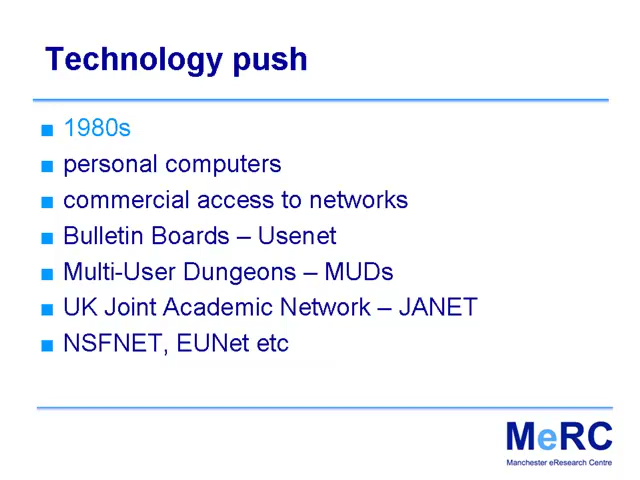 Technology push
■ 1980s
■ personal computers
■ commercial access to networks
■ Bulletin Boards – Usenet
■ Multi-User Dungeons – MUDs
■ UK Joint Academic Network – JANET
■ NSFNET, EUNet etc
MeRC
Manchester eResearch Centre